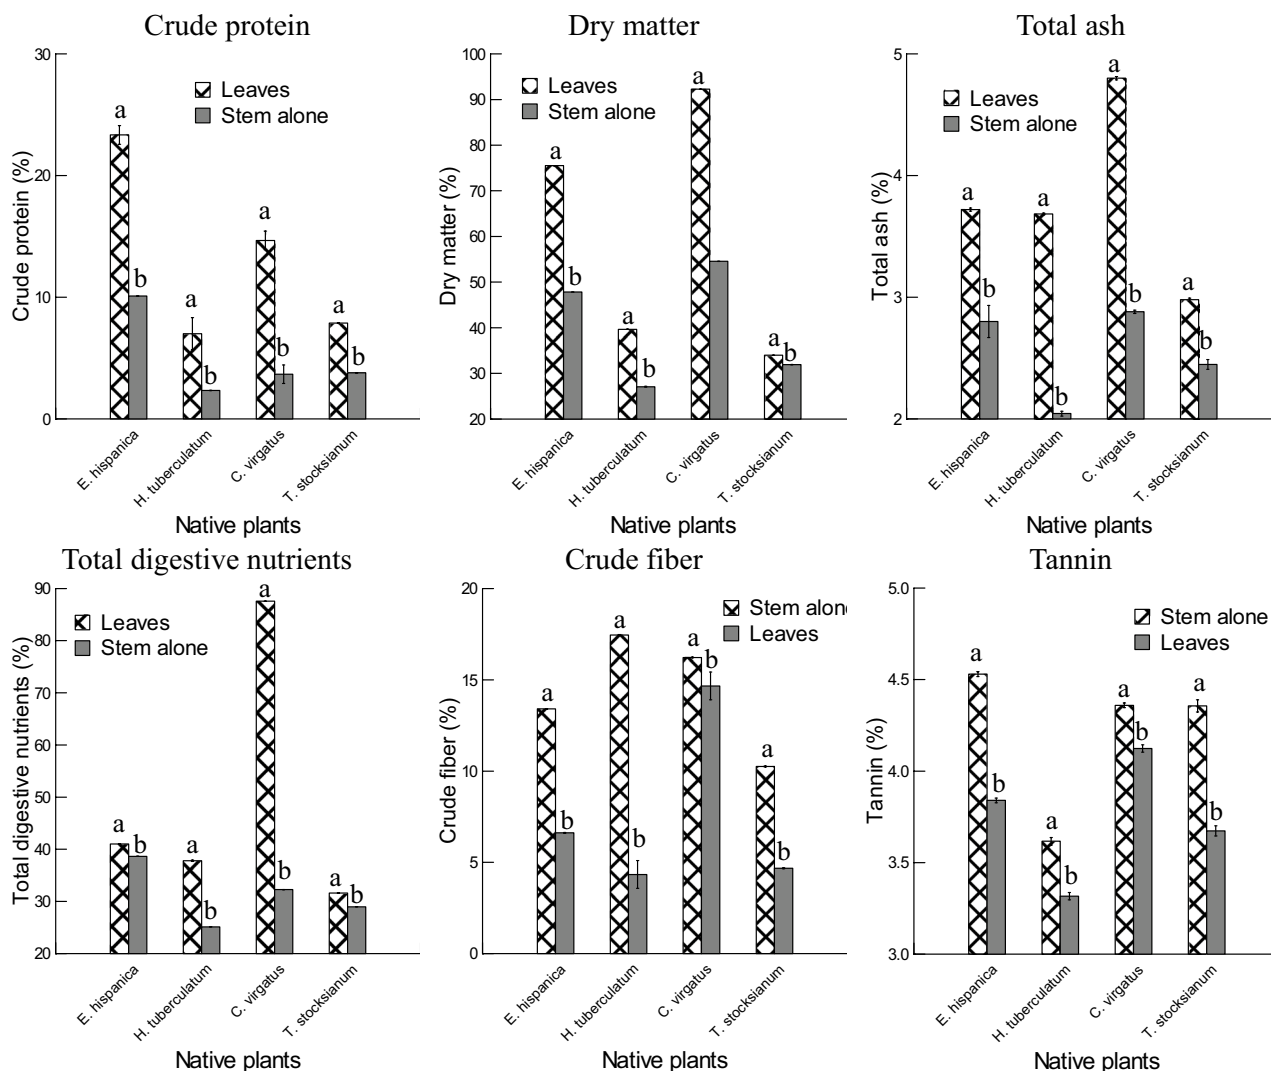 Crude protein
30
20
10
0
Crude protein (%)
Leaves
Stem alone
a
b
a
b
a
b
a
b
E. hispanica
H. tuberculatum
C. virgatus
T. stocksianum
Native plants
Dry matter
100
90
80
70
60
50
40
30
20
Dry matter (%)
Leaves
Stem alone
a
b
a
b
a
a
b
E. hispanica
H. tuberculatum
C. virgatus
T. stocksianum
Native plants
Total ash
5
4
3
2
Total ash (%)
Leaves
Stem alone
a
b
a
b
a
b
a
b
E. hispanica
H. tuberculatum
C. virgatus
T. stocksianum
Native plants
Total digestive nutrients
90
80
70
60
50
40
30
20
Total digestive nutrients (%)
Leaves
Stem alone
a
b
a
b
a
b
a
b
E. hispanica
H. tuberculatum
C. virgatus
T. stocksianum
Native plants
Crude fiber
20
15
10
5
0
Crude fiber (%)
Stem alon
Leaves
a
b
a
b
a
b
a
b
E. hispanica
H. tuberculatum
C. virgatus
T. stocksianum
Native plants
Tannin
5.0
4.5
4.0
3.5
3.0
Tannin (%)
Stem alone
Leaves
a
b
a
b
a
b
a
b
E. hispanica
H. tuberculatum
C. virgatus
T. stocksianum
Native plants